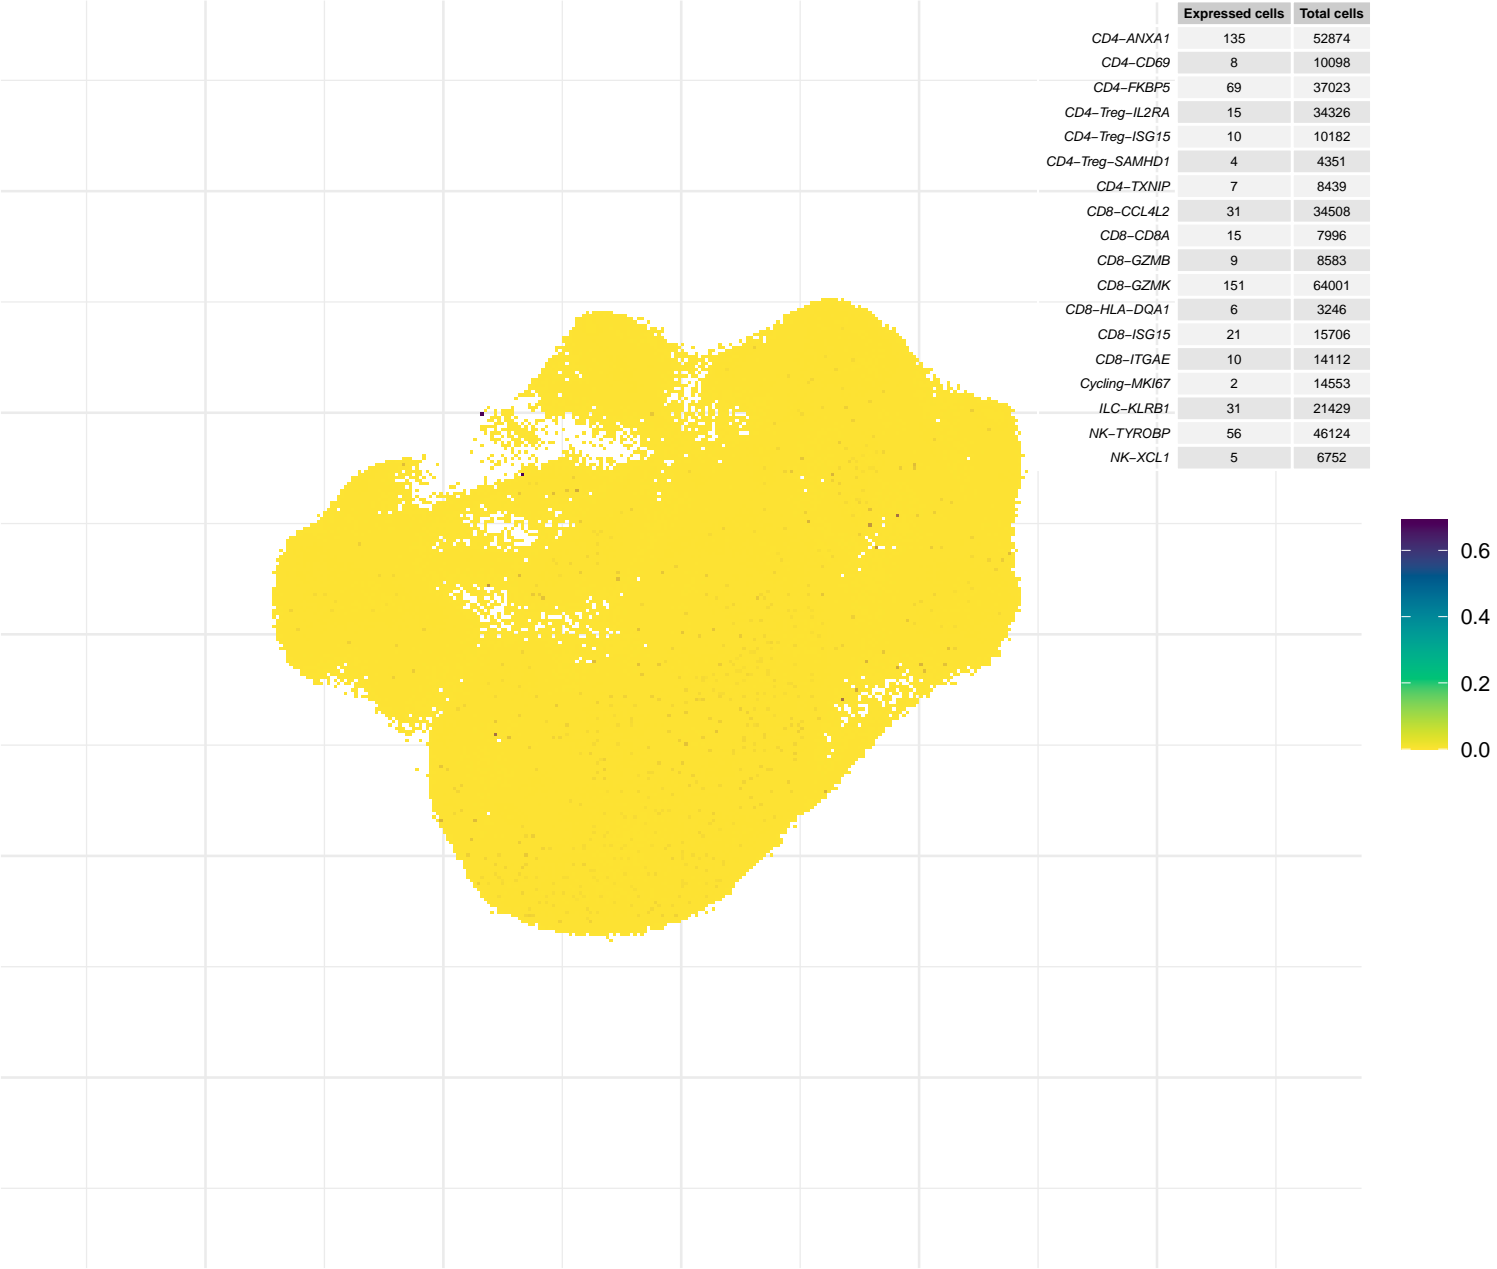 Expressed cells Total cells
CD4−ANXA1 135 52874
CD4−CD69 8 10098
CD4−FKBP5 69 37023
CD4−Treg−IL2RA 15 34326
CD4−Treg−ISG15 10 10182
CD4−Treg−SAMHD1 4 4351
CD4−TXNIP 7 8439
CD8−CCL4L2 31 34508
CD8−CD8A 15 7996
CD8−GZMB 9 8583
CD8−GZMK 151 64001
CD8−HLA−DQA1 6 3246
CD8−ISG15 21 15706
CD8−ITGAE 10 14112
Cycling−MKI67 2 14553
ILC−KLRB1 31 21429
NK−TYROBP 56 46124
NK−XCL1 5 6752
0.6
0.4
0.2
0.0